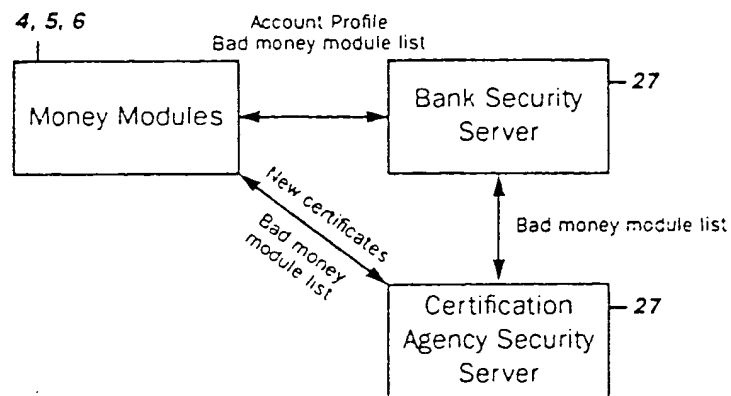 4, 5, 6
Account Profile
Bad money module list
Money Modules
Bank Security
Server
27
New certificates
Bad money
module list
Bad money module list
Certification
Agency Security
Server
27